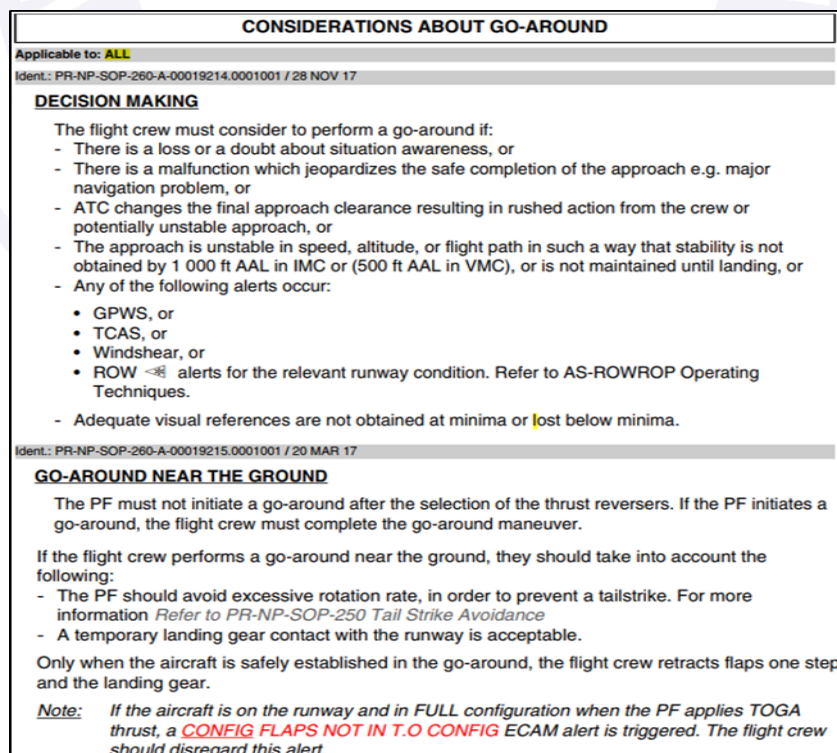 CONSIDERATIONS ABOUT GO-AROUND
Applicable to: ALL
Ident.: PR-NP-SOP-260-A-00019214.0001001 / 28 NOV 17
DECISION MAKING
The flight crew must consider to perform a go-around if:
- There is a loss or a doubt about situation awareness, or
- There is a malfunction which jeopardizes the safe completion of the approach e.g. major
navigation problem, or
- ATC changes the final approach clearance resulting in rushed action from the crew or
potentially unstable approach, or
- The approach is unstable in speed, altitude, or flight path in such a way that stability is not
obtained by 1 000 ft AAL in IMC or (500 ft AAL in VMC), or is not maintained until landing, or
- Any of the following alerts occur:
• GPWS, or
• TCAS, or
• Windshear, or
• ROW alerts for the relevant runway condition. Refer to AS-ROWROP Operating
Techniques.
- Adequate visual references are not obtained at minima or lost below minima.
Ident.: PR-NP-SOP-260-A-00019215.0001001 / 20 MAR 17
GO-AROUND NEAR THE GROUND
The PF must not initiate a go-around after the selection of the thrust reversers. If the PF initiates a
go-around, the flight crew must complete the go-around maneuver.
If the flight crew performs a go-around near the ground, they should take into account the
following:
- The PF should avoid excessive rotation rate, in order to prevent a tailstrike. For more
information Refer to PR-NP-SOP-250 Tail Strike Avoidance
- A temporary landing gear contact with the runway is acceptable.
Only when the aircraft is safely established in the go-around, the flight crew retracts flaps one step
and the landing gear.
Note: If the aircraft is on the runway and in FULL configuration when the PF applies TOGA
thrust, a CONFIG FLAPS NOT IN T.O CONFIG ECAM alert is triggered. The flight crew
should disregard this alert.